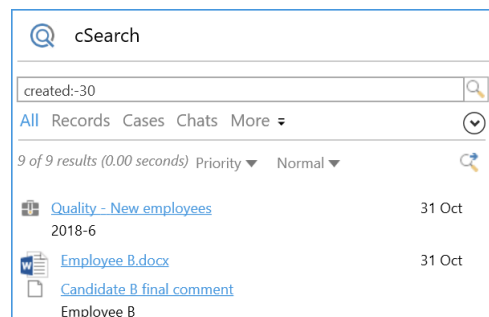 cSearch
created:-30
All Records Cases Chats More
9 of 9 results (0.00 seconds) Priority Normal
Quality - New employees 31 Oct
2018-6
Employee B.docx 31 Oct
Candidate B final comment
Employee B